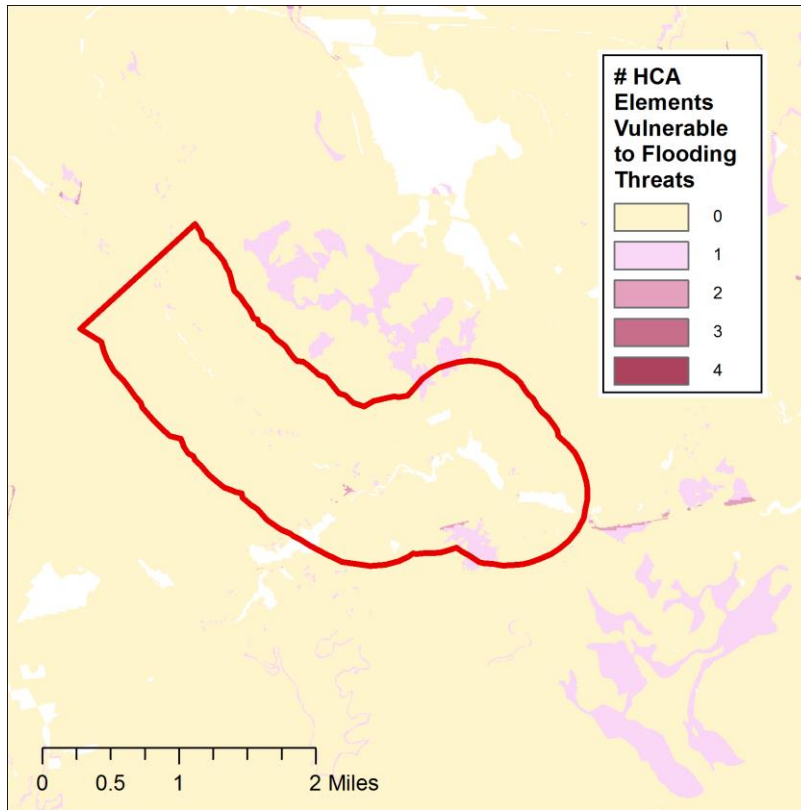 # HCA
Elements
Vulnerable
to Flooding
Threats
0
1
2
3
4
0 0.5 1 2 Miles